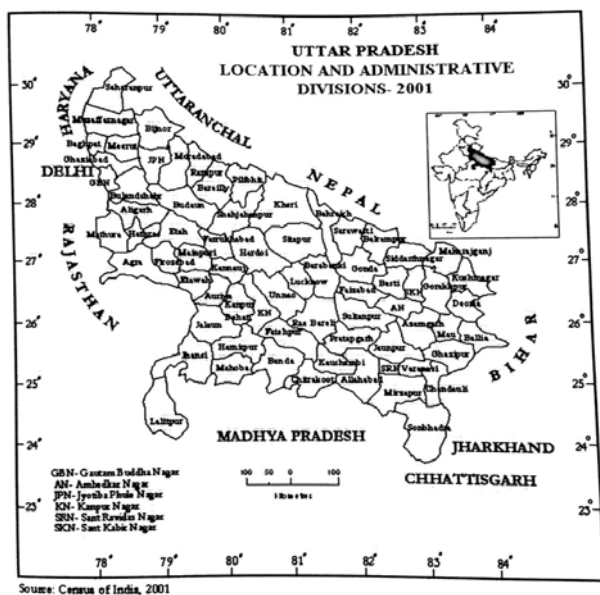 78° 79° 80° 81° 82° 83° 84°
UTTAR PRADESH
LOCATION AND ADMINISTRATIVE
DIVISIONS- 2001
30°
29°
28°
27°
26°
25°
24°
23°
30°
29°
28°
27°
26°
25°
24°
23°
HARYANA
UTTARANCHAL
DELHI
NEPAL
RAJASTHAN
BIHAR
Saharanpur
Muzaffarnagar
Bijnor
Baghpat
Meerut
JPN
Moradabad
Ghaziabad
Rampur
GBN
Bareilly
Pilibhit
Bulandshahr
Budaun
Shahjahanpur
Kheri
Bahraich
Aligarh
Mathura
Hathras
Etah
Farrukhabad
Sitapur
Sarawasti
Balrampur
Siddarthnagar
Maharajganj
Agra
Firozabad
Mainpuri
Hardoi
Kannauj
Barabanki
Gonda
Basti
SKN
Gorakhpur
Kushinagar
Etawah
Lucknow
Faizabad
Deoria
Auriya
Kanpur
Dehati
KN
Unnao
AN
Rae Bareli
Sultanpur
Azamgarh
Mau
Ballia
Jalaun
Fatehpur
Pratapgarh
Jaunpur
Ghazipur
Jhansi
Hamirpur
Mahoba
Banda
Kaushambi
Chitrakoot
Allahabad
SRN
Varanasi
Mirzapur
Chandauli
Lalitpur
Sonbhadra
MADHYA PRADESH
JHARKHAND
CHHATTISGARH
GBN- Gautam Buddha Nagar
AN- Ambedkar Nagar
JPN- Jyotiba Phule Nagar
KN- Kanpur Nagar
SRN- Sant Ravidas Nagar
SKN- Sant Kabir Nagar
100 50 0 100
78° 79° 80° 81° 82° 83° 84°
Source: Census of India, 2001